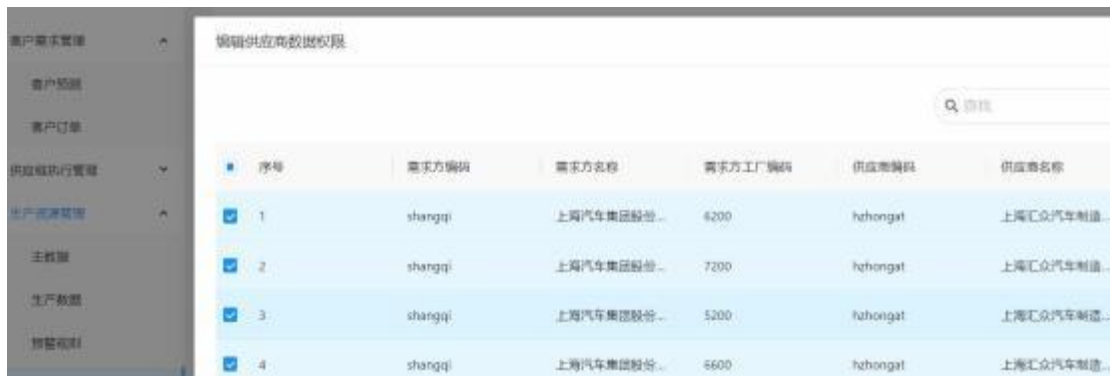 客户需求管理
编辑供应商数据权限
客户预测
查找
客户订单
供应链执行管理
序号 需求方编码 需求方名称 需求方工厂编码 供应商编码 供应商名称
生产资源管理
1 shangqi 上海汽车集团股份... 6200 hzhongat 上海汇众汽车制造...
主数据
2 shangqi 上海汽车集团股份... 7200 hzhongat 上海汇众汽车制造...
生产数据
3 shangqi 上海汽车集团股份... 5200 hzhongat 上海汇众汽车制造...
预警规则
4 shangqi 上海汽车集团股份... 6600 hzhongat 上海汇众汽车制造...